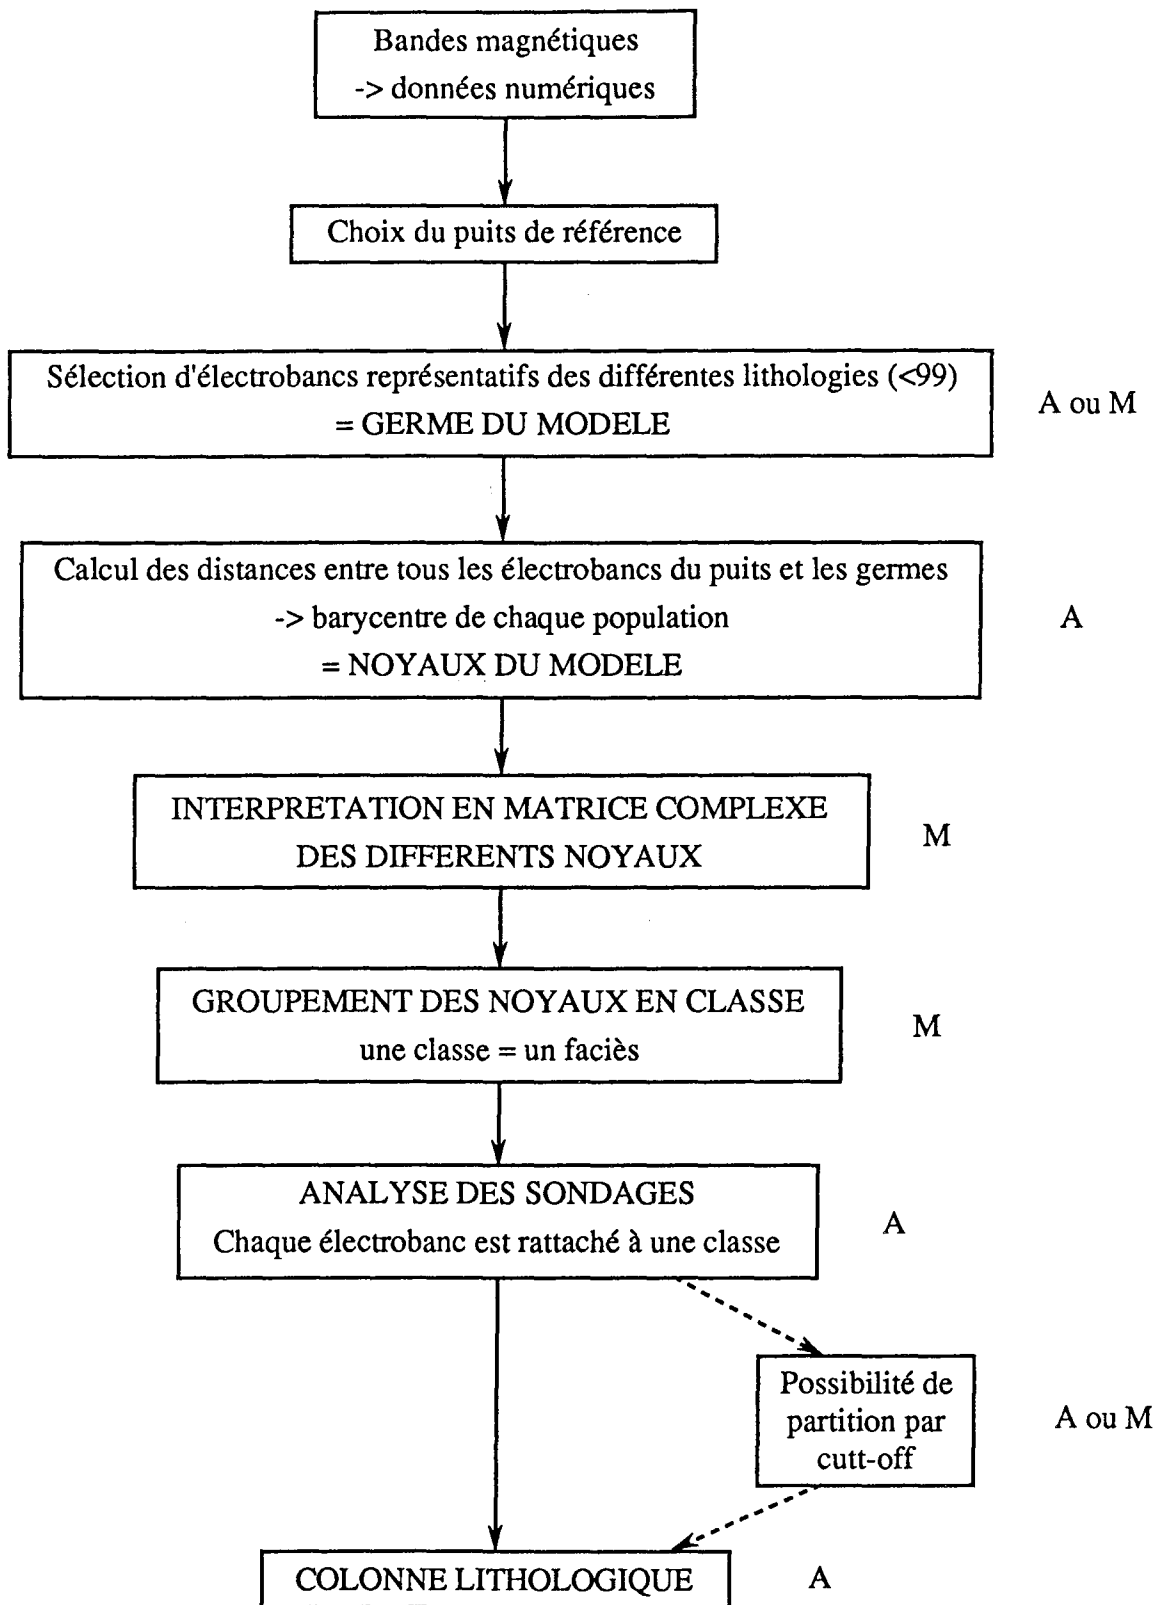 Bandes magnétiques
-> données numériques
Choix du puits de référence
Sélection d'électrobancs représentatifs des différentes lithologies (<99)
= GERME DU MODELE
A ou M
Calcul des distances entre tous les électrobancs du puits et les germes
-> barycentre de chaque population
= NOYAUX DU MODELE
A
INTERPRETATION EN MATRICE COMPLEXE
DES DIFFERENTS NOYAUX
M
GROUPEMENT DES NOYAUX EN CLASSE
une classe = un faciès
M
ANALYSE DES SONDAGES
Chaque électrobanc est rattaché à une classe
A
Possibilité de
partition par
cutt-off
A ou M
COLONNE LITHOLOGIQUE
A